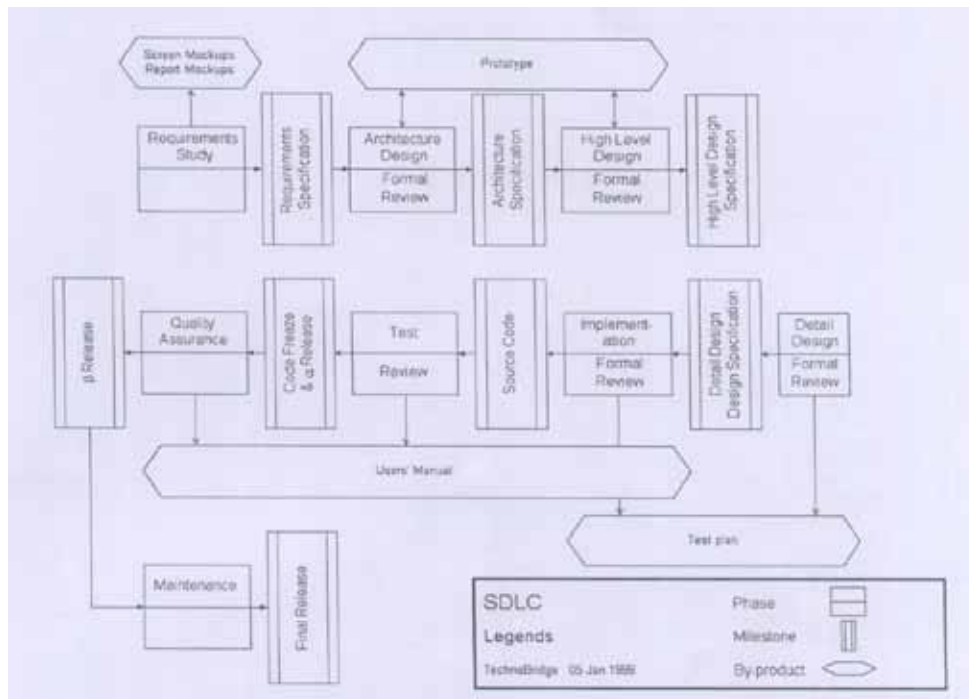 Screen Mockups
Report Mockups
Prototype
Requirements
Study
Requirements
Specification
Architecture
Design
Formal
Review
Architecture
Specification
High Level
Design
Formal
Review
High Level Design
Specification
β Release
Quality
Assurance
Code Freeze
& α Release
Test
Review
Source Code
Implement-
ation
Formal
Review
Detail Design
Design Specification
Detail
Design
Formal
Review
Users' Manual
Test plan
Maintenance
Final Release
SDLC
Legends
TechnoBridge 05 Jan 1999
Phase
Milestone
By-product